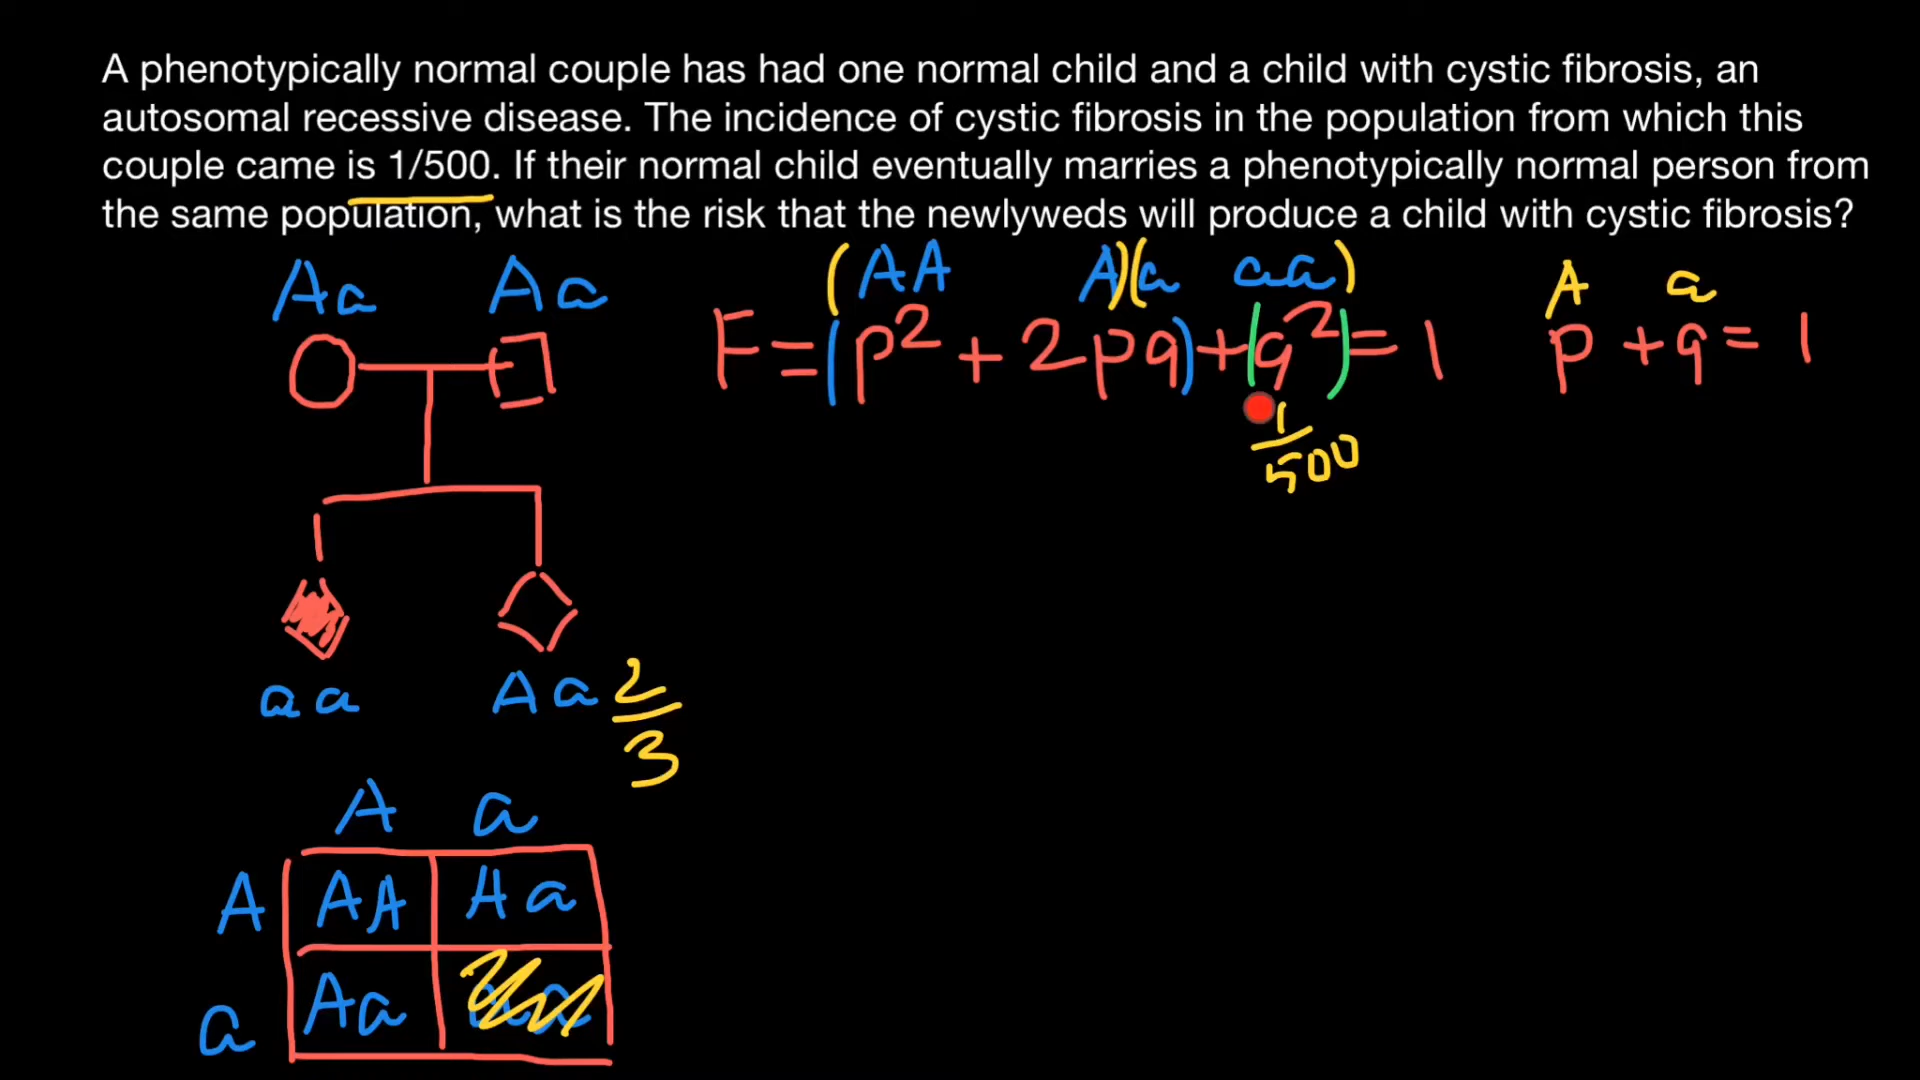 A phenotypically normal couple has had one normal child and a child with cystic fibrosis, an
autosomal recessive disease. The incidence of cystic fibrosis in the population from which this
couple came is 1/500. If their normal child eventually marries a phenotypically normal person from
the same population, what is the risk that the newlyweds will produce a child with cystic fibrosis?
Aa Aa
(AA A)(a aa)
A a
F=(p²+2pq)+(q²)=1
p+q=1
1/500
aa Aa 2/3
A a
A AA Aa
a Aa